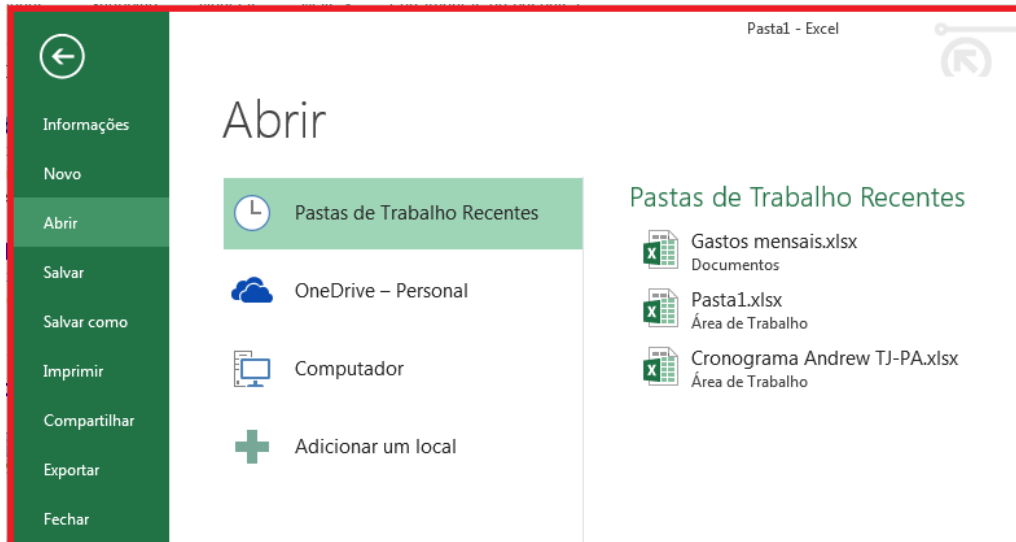 Pasta1 - Excel
Informações
Novo
Abrir
Salvar
Salvar como
Imprimir
Compartilhar
Exportar
Fechar
Abrir
Pastas de Trabalho Recentes
OneDrive – Personal
Computador
Adicionar um local
Pastas de Trabalho Recentes
Gastos mensais.xlsx
Documentos
Pasta1.xlsx
Área de Trabalho
Cronograma Andrew TJ-PA.xlsx
Área de Trabalho